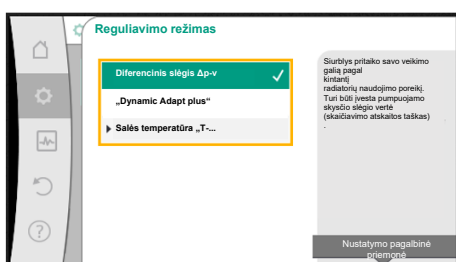 Reguliavimo režimas
Diferencinis slėgis Δp-v
„Dynamic Adapt plus“
Salės temperatūra „T-...
Siurblys pritaiko savo veikimo
galią pagal
kintantį
radiatorių naudojimo poreikį.
Turi būti įvesta pumpuojamo
skysčio slėgio vertė
(skaičiavimo atskaitos taškas)
.
Nustatymo pagalbinė
priemonė